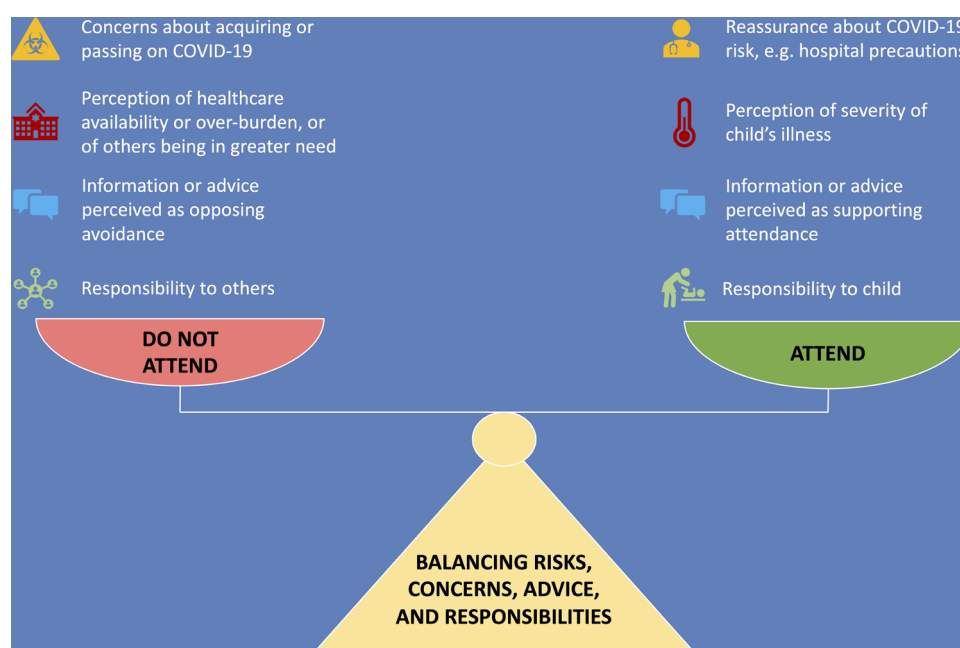 Concerns about acquiring or
passing on COVID-19
Perception of healthcare
availability or over-burden, or
of others being in greater need
Information or advice
perceived as opposing
avoidance
Responsibility to others
DO NOT
ATTEND
Reassurance about COVID-19
risk, e.g. hospital precautions
Perception of severity of
child's illness
Information or advice
perceived as supporting
attendance
Responsibility to child
ATTEND
BALANCING RISKS,
CONCERNS, ADVICE,
AND RESPONSIBILITIES